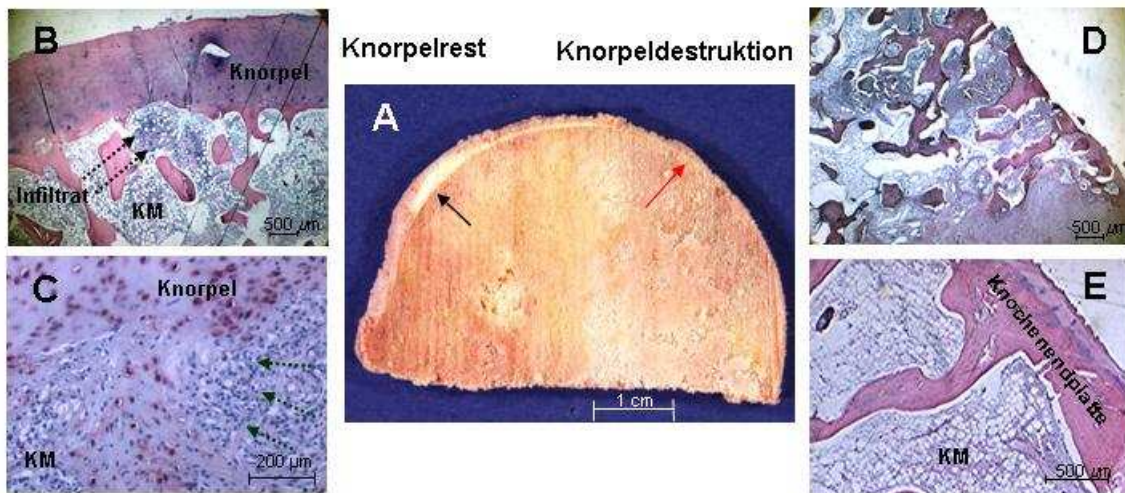 B
Knorpel
Infiltrat
KM
500 µm
C
Knorpel
KM
200 µm
Knorpelrest
Knorpeldestruktion
A
1 cm
D
500 µm
E
Knochenendplatte
KM
500 µm